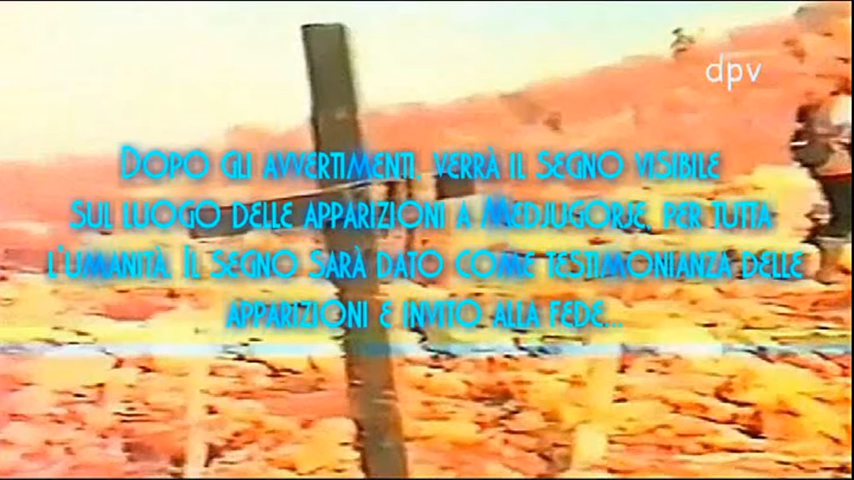 dpv
Dopo gli avvertimenti, verrà il segno visibile
sul luogo delle apparizioni a Medjugorje, per tutta
l'umanità. Il segno sarà dato come testimonianza delle
apparizioni e invito alla fede...